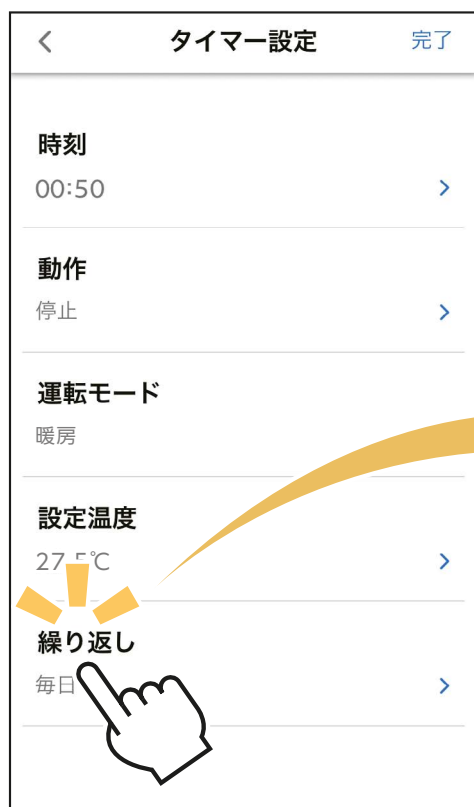 タイマー設定 完了
時刻
00:50
動作
停止
運転モード
暖房
設定温度
27.5℃
繰り返し
毎日